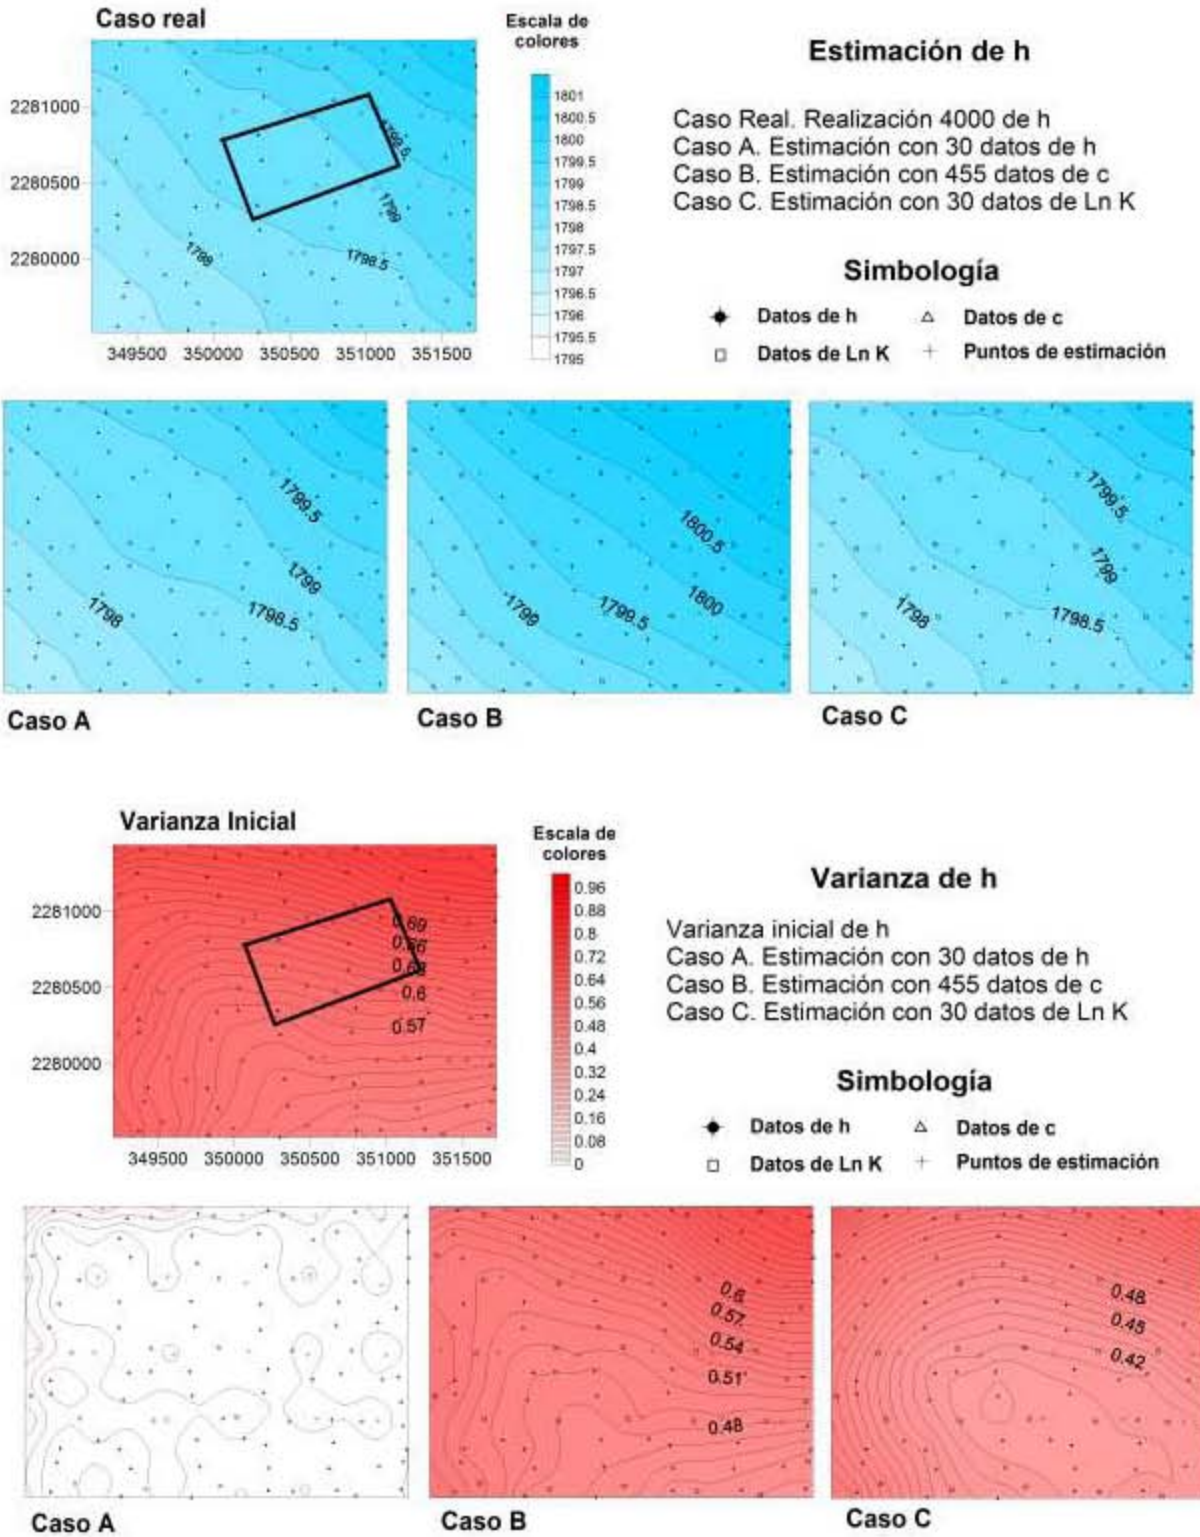 Caso real
Escala de
colores
2281000
2280500
2280000
1799.5
1799
1798
1798.5
349500 350000 350500 351000 351500
1801
1800.5
1800
1799.5
1799
1798.5
1798
1797.5
1797
1796.5
1796
1795.5
1795
Estimación de h
Caso Real. Realización 4000 de h
Caso A. Estimación con 30 datos de h
Caso B. Estimación con 455 datos de c
Caso C. Estimación con 30 datos de Ln K
Simbología
Datos de h
Datos de c
Datos de Ln K
Puntos de estimación
1799.5
1799
1798
1798.5
Caso A
1800.5
1800
1799
1799.5
Caso B
1799.5
1799
1798
1798.5
Caso C
Varianza Inicial
Escala de
colores
2281000
2280500
2280000
0.69
0.66
0.63
0.6
0.57
349500 350000 350500 351000 351500
0.96
0.88
0.8
0.72
0.64
0.56
0.48
0.4
0.32
0.24
0.16
0.08
0
Varianza de h
Varianza inicial de h
Caso A. Estimación con 30 datos de h
Caso B. Estimación con 455 datos de c
Caso C. Estimación con 30 datos de Ln K
Simbología
Datos de h
Datos de c
Datos de Ln K
Puntos de estimación
Caso A
0.6
0.57
0.54
0.51
0.48
Caso B
0.48
0.45
0.42
Caso C